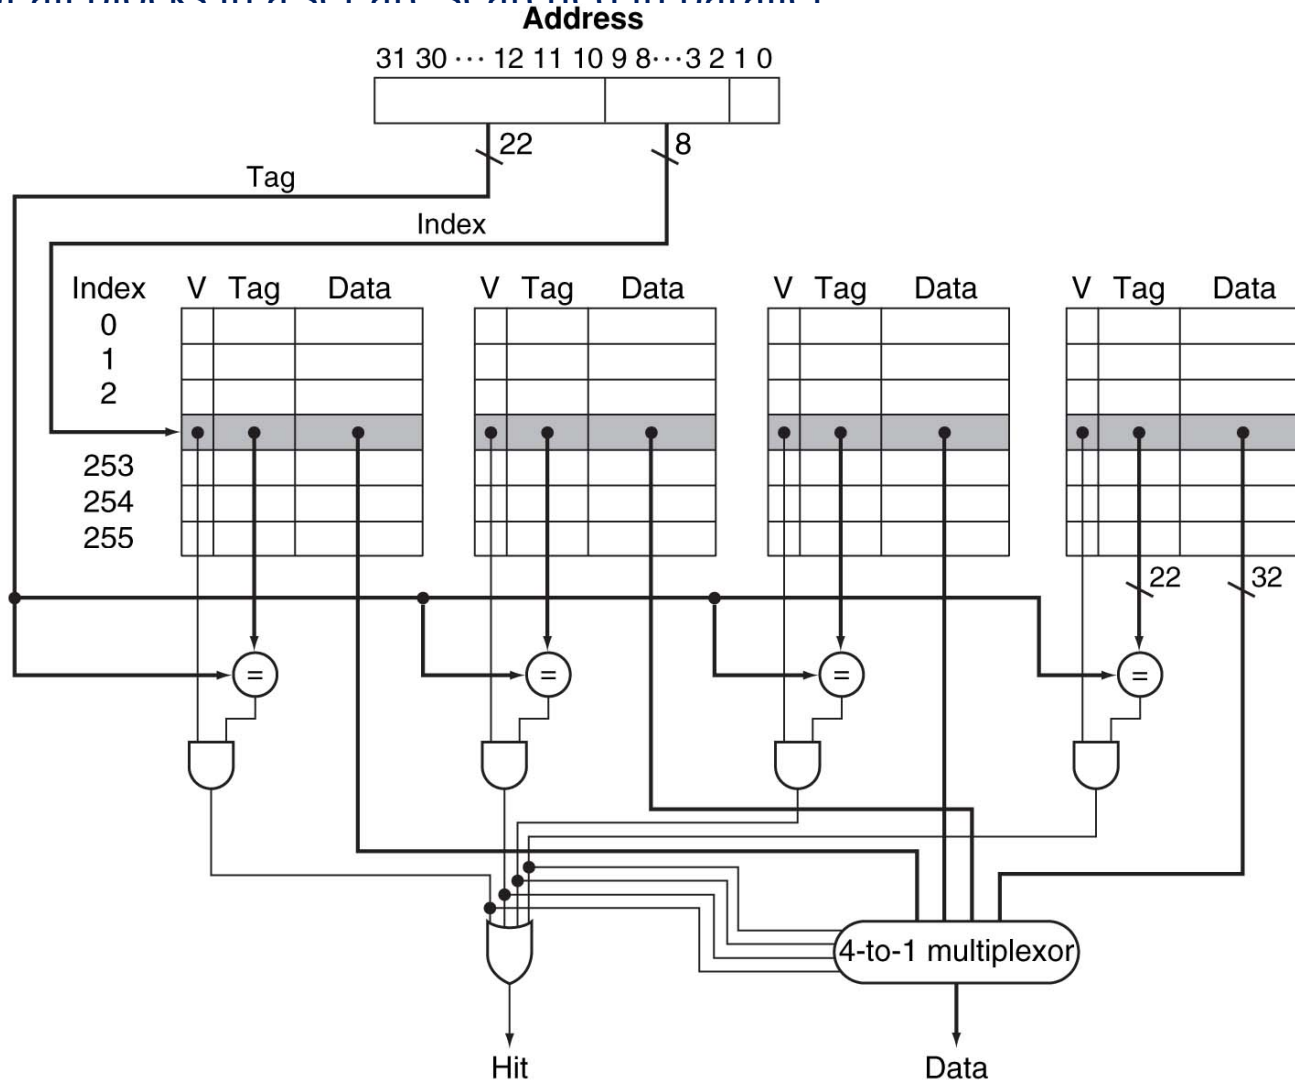 Address
31 30 ··· 12 11 10 9 8···3 2 1 0
22
8
Tag
Index
Index V Tag Data V Tag Data V Tag Data V Tag Data
0
1
2
253
254
255
22 32
= = = =
4-to-1 multiplexor
Hit Data